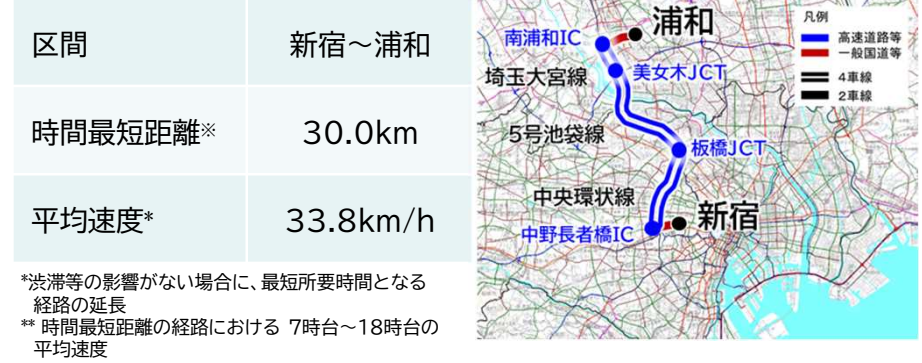 区間 新宿～浦和
時間最短距離※ 30.0km
平均速度* 33.8km/h
*渋滞等の影響がない場合に、最短所要時間となる
経路の延長
** 時間最短距離の経路における 7時台～18時台の
平均速度
浦和
南浦和IC
埼玉大宮線
美女木JCT
5号池袋線
板橋JCT
中央環状線
新宿
中野長者橋IC
凡例
高速道路等
一般国道等
4車線
2車線